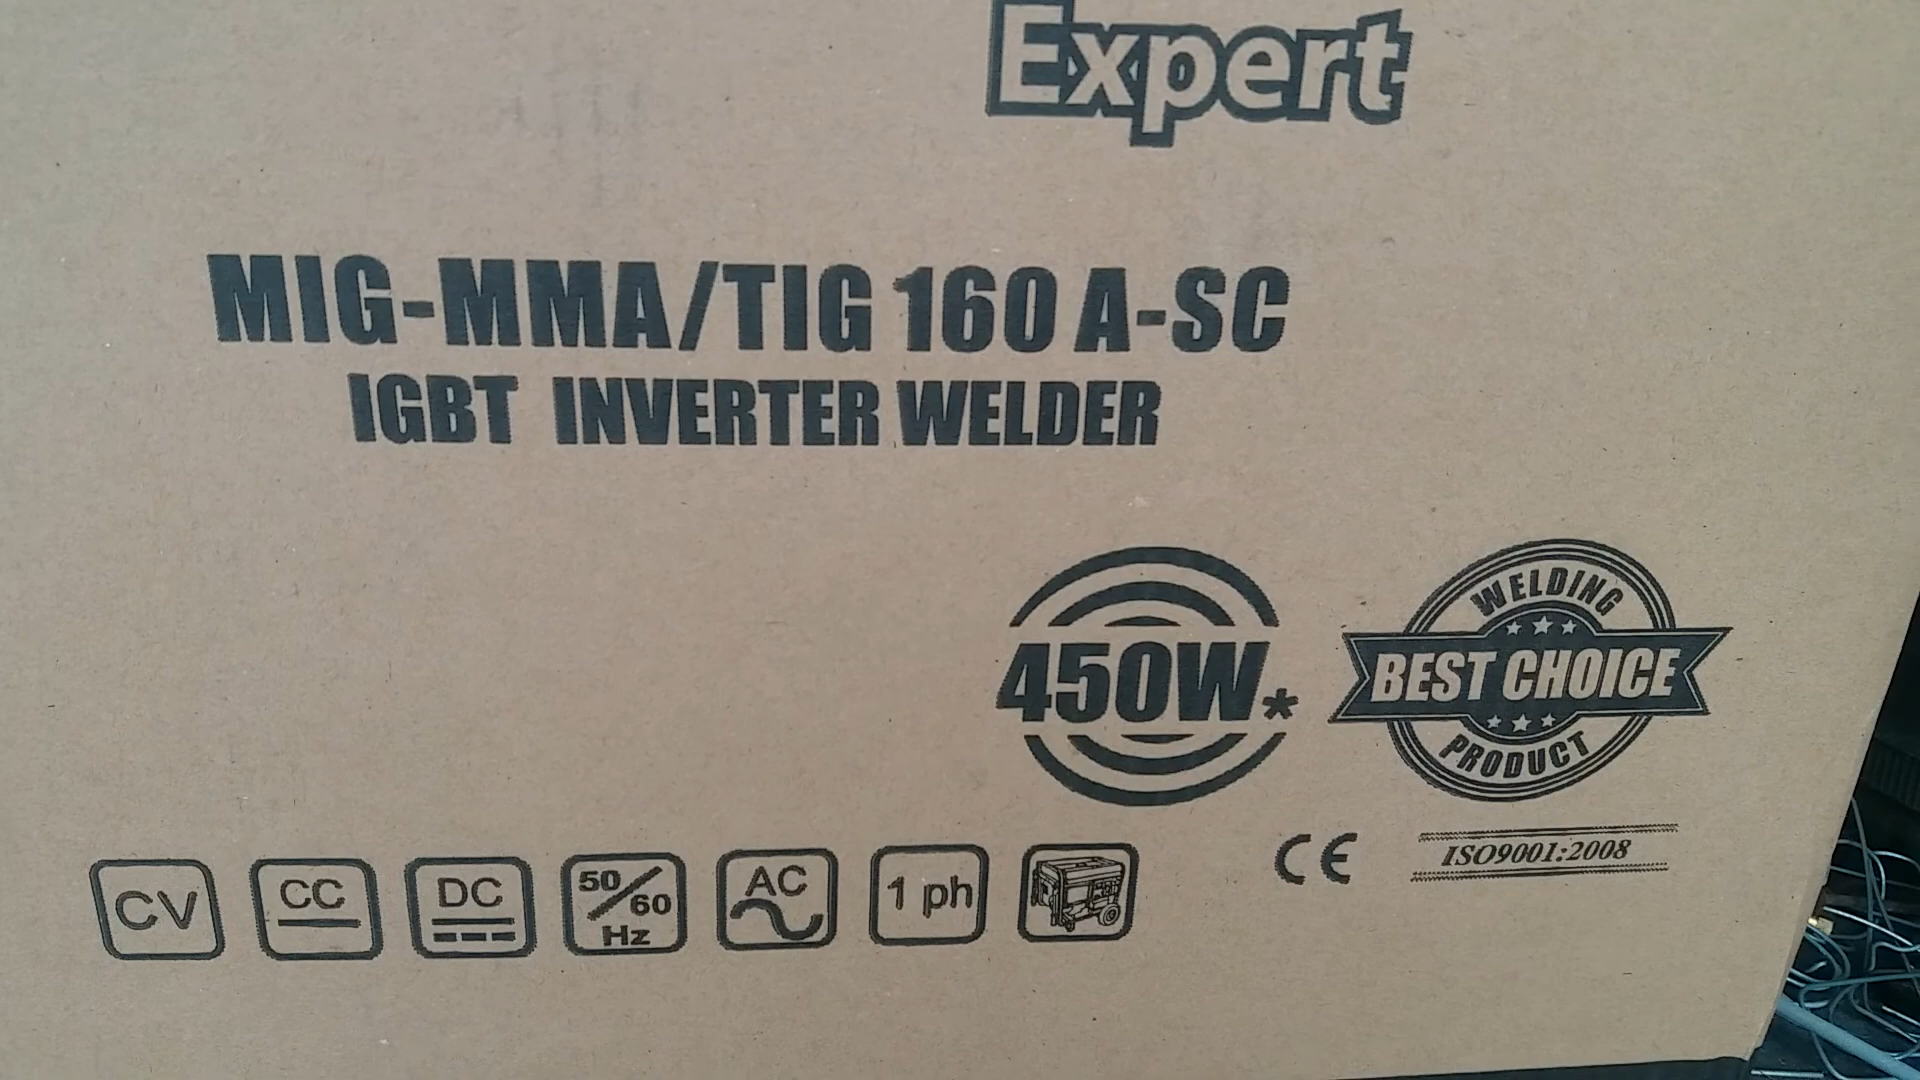 Expert
MIG-MMA/TIG 160 A-SC
IGBT INVERTER WELDER
450W*
WELDING
BEST CHOICE
PRODUCT
CV
CC
DC
50/60
Hz
AC
1 ph
CE
ISO9001:2008